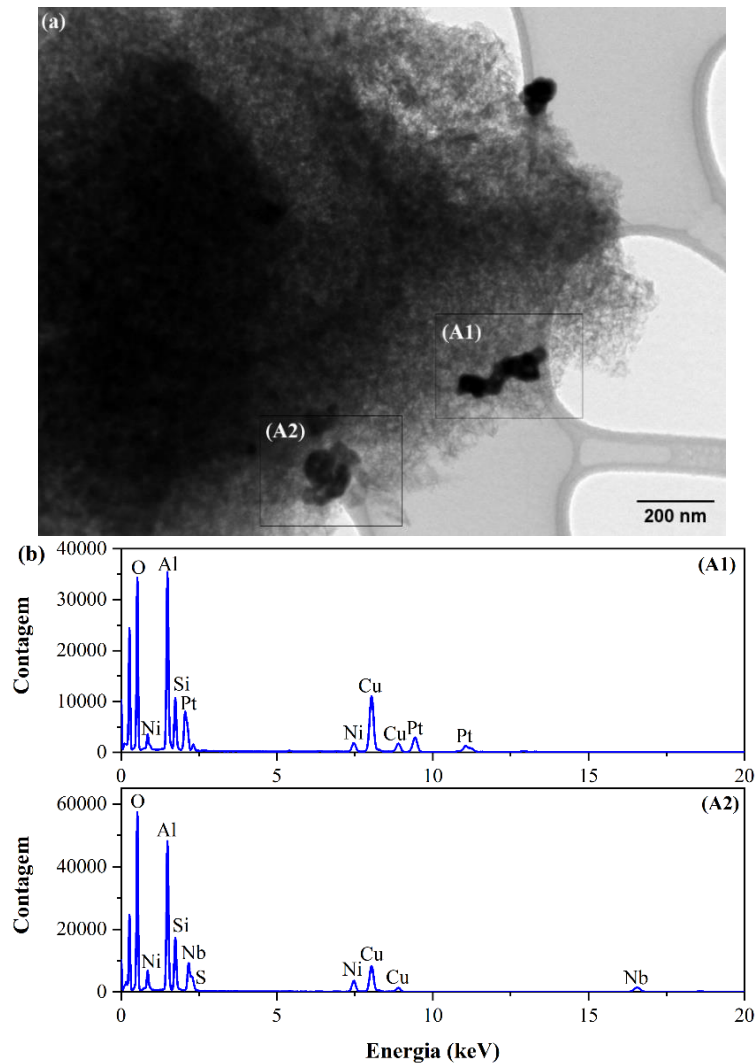 (a)
(A1)
(A2)
200 nm
(b)
(A1)
40000
30000
20000
10000
0
Contagem
O
Al
Si
Pt
Ni
Ni
Cu
Cu
Pt
Pt
0 5 10 15 20
(A2)
60000
40000
20000
0
Contagem
O
Al
Si
Nb
S
Ni
Ni
Cu
Cu
Nb
0 5 10 15 20
Energia (keV)